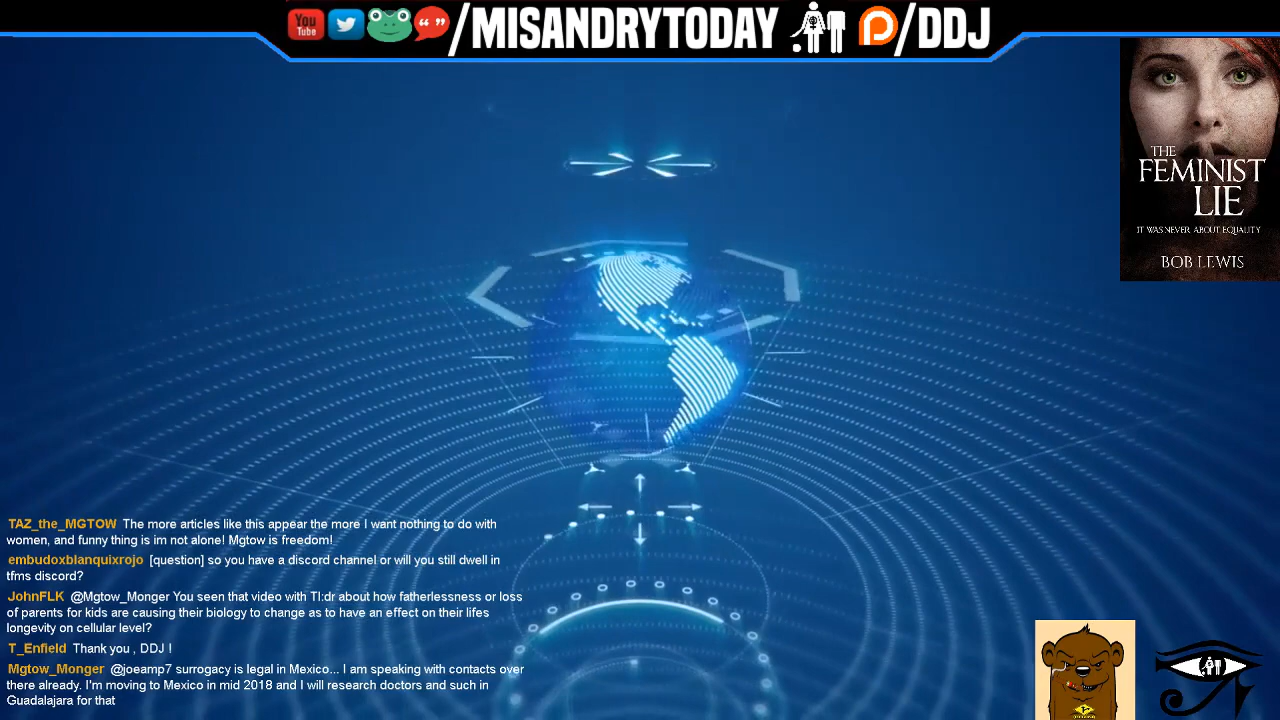 You
Tube
/MISANDRYTODAY
/DDJ
THE
FEMINIST
LIE
IT WAS NEVER ABOUT EQUALITY
BOB LEWIS
TAZ_the_MGTOW The more articles like this appear the more I want nothing to do with
women, and funny thing is im not alone! Mgtow is freedom!
embudoxblanquixrojo [question] so you have a discord channel or will you still dwell in
tfms discord?
JohnFLK @Mgtow_Monger You seen that video with Tl:dr about how fatherlessness or loss
of parents for kids are causing their biology to change as to have an effect on their lifes
longevity on cellular level?
T_Enfield Thank you , DDJ !
Mgtow_Monger @joeamp7 surrogacy is legal in Mexico... I am speaking with contacts over
there already. I'm moving to Mexico in mid 2018 and I will research doctors and such in
Guadalajara for that